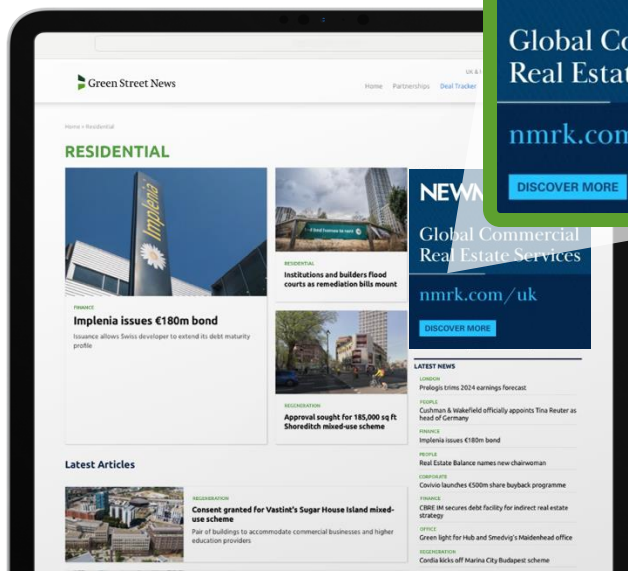 Global Co
Real Estat
nmrk.com
DISCOVER MORE
Green Street News
UK &
Home Partnerships Deal Tracker
Home › Residential
RESIDENTIAL
Implenia
FINANCE
Implenia issues €180m bond
Issuance allows Swiss developer to extend its debt maturity
profile
RESIDENTIAL
Institutions and builders flood
courts as remediation bills mount
REGENERATION
Approval sought for 185,000 sq ft
Shoreditch mixed-use scheme
NEWM
Global Commercial
Real Estate Services
nmrk.com/uk
DISCOVER MORE
LATEST NEWS
LONDON
Prologis trims 2024 earnings forecast
PEOPLE
Cushman & Wakefield officially appoints Tina Reuter as
head of Germany
FINANCE
Implenia issues €180m bond
PEOPLE
Real Estate Balance names new chairwoman
CORPORATE
Covivio launches €500m share buyback programme
FINANCE
CBRE IM secures debt facility for indirect real estate
strategy
OFFICE
Green light for Hub and Smedvig's Maidenhead office
REGENERATION
Cordia kicks off Marina City Budapest scheme
Latest Articles
REGENERATION
Consent granted for Vastint's Sugar House Island mixed-
use scheme
Pair of buildings to accommodate commercial businesses and higher
education providers